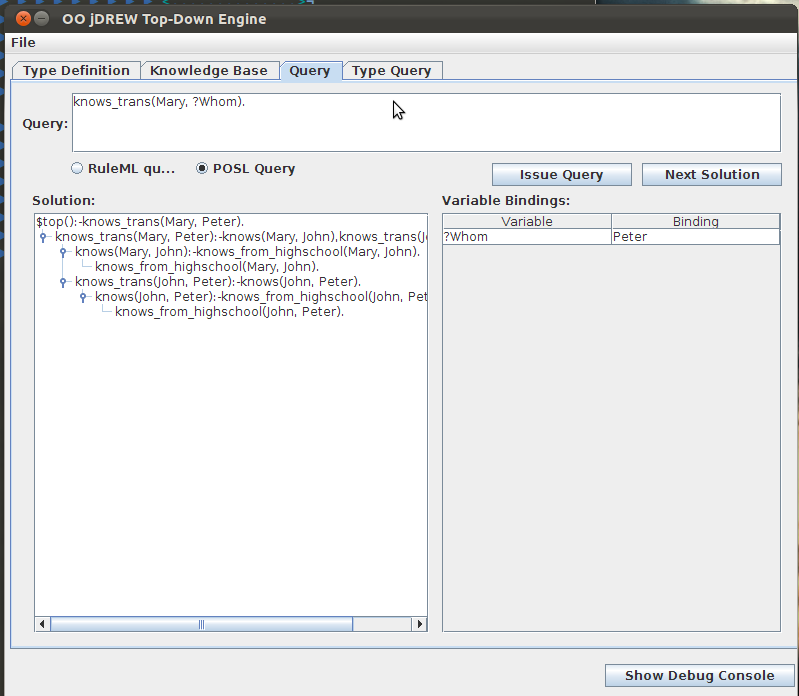 OO jDREW Top-Down Engine
File
Type Definition Knowledge Base Query Type Query
Query: knows_trans(Mary, ?Whom).
RuleML qu... POSL Query Issue Query Next Solution
Solution: Variable Bindings:
$top():-knows_trans(Mary, Peter). Variable Binding
knows_trans(Mary, Peter):-knows(Mary, John),knows_trans(J ?Whom Peter
knows(Mary, John):-knows_from_highschool(Mary, John).
knows_from_highschool(Mary, John).
knows_trans(John, Peter):-knows(John, Peter).
knows(John, Peter):-knows_from_highschool(John, Pet
knows_from_highschool(John, Peter).
Show Debug Console